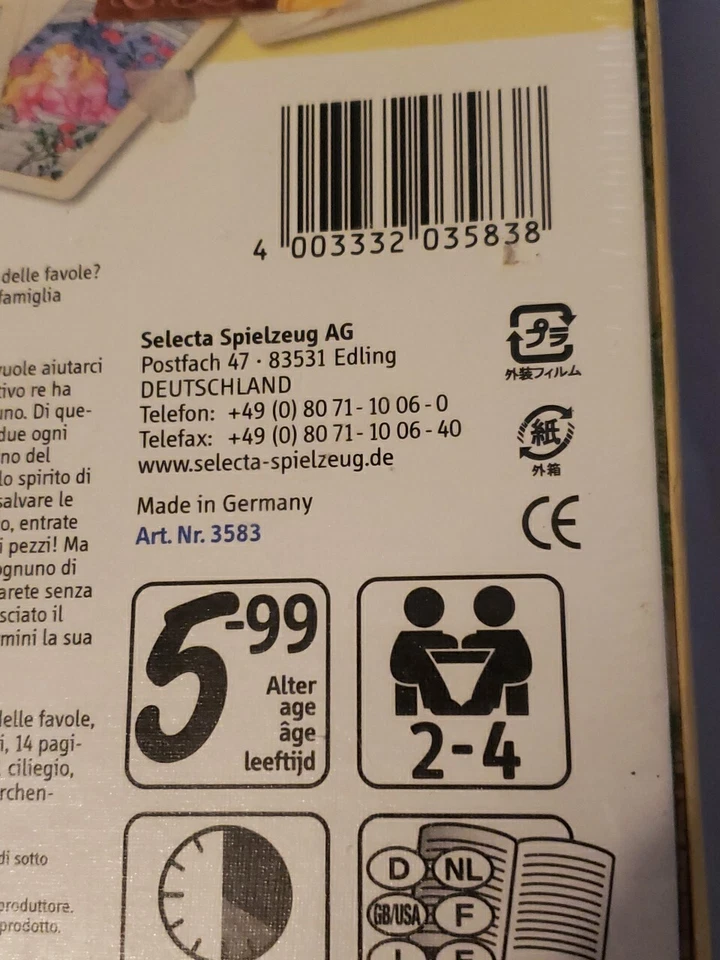 4 003332 035838
delle favole?
famiglia
vuole aiutarci
tivo re ha
uno. Di que-
due ogni
no del
lo spirito di
salvare le
o, entrate
i pezzi! Ma
ognuno di
arete senza
sciato il
mini la sua
delle favole,
i, 14 pagi-
ciliegio,
rchen-
di sotto
produttore.
prodotto.
Selecta Spielzeug AG
Postfach 47 · 83531 Edling
DEUTSCHLAND
Telefon: +49 (0) 80 71 - 10 06 - 0
Telefax: +49 (0) 80 71 - 10 06 - 40
www.selecta-spielzeug.de
Made in Germany
Art. Nr. 3583
プラ
外装フィルム
紙
外箱
CE
5-99
Alter
age
âge
leeftijd
2-4
D NL
GB/USA F